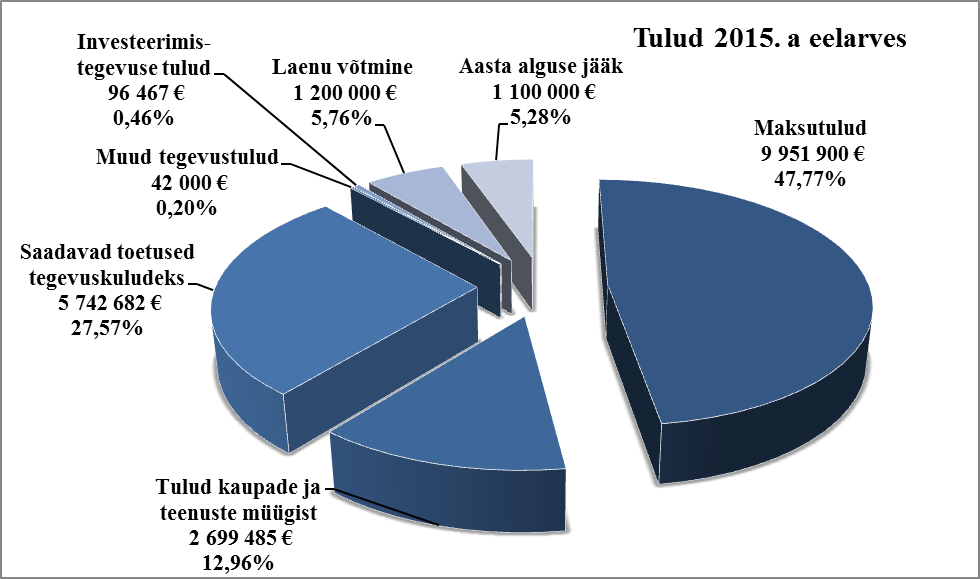 Tulud 2015. a eelarves
Investeerimis-
tegevuse tulud
96 467 €
0,46%
Laenu võtmine
1 200 000 €
5,76%
Aasta alguse jääk
1 100 000 €
5,28%
Maksutulud
9 951 900 €
47,77%
Muud tegevustulud
42 000 €
0,20%
Saadavad toetused
tegevuskuludeks
5 742 682 €
27,57%
Tulud kaupade ja
teenuste müügist
2 699 485 €
12,96%